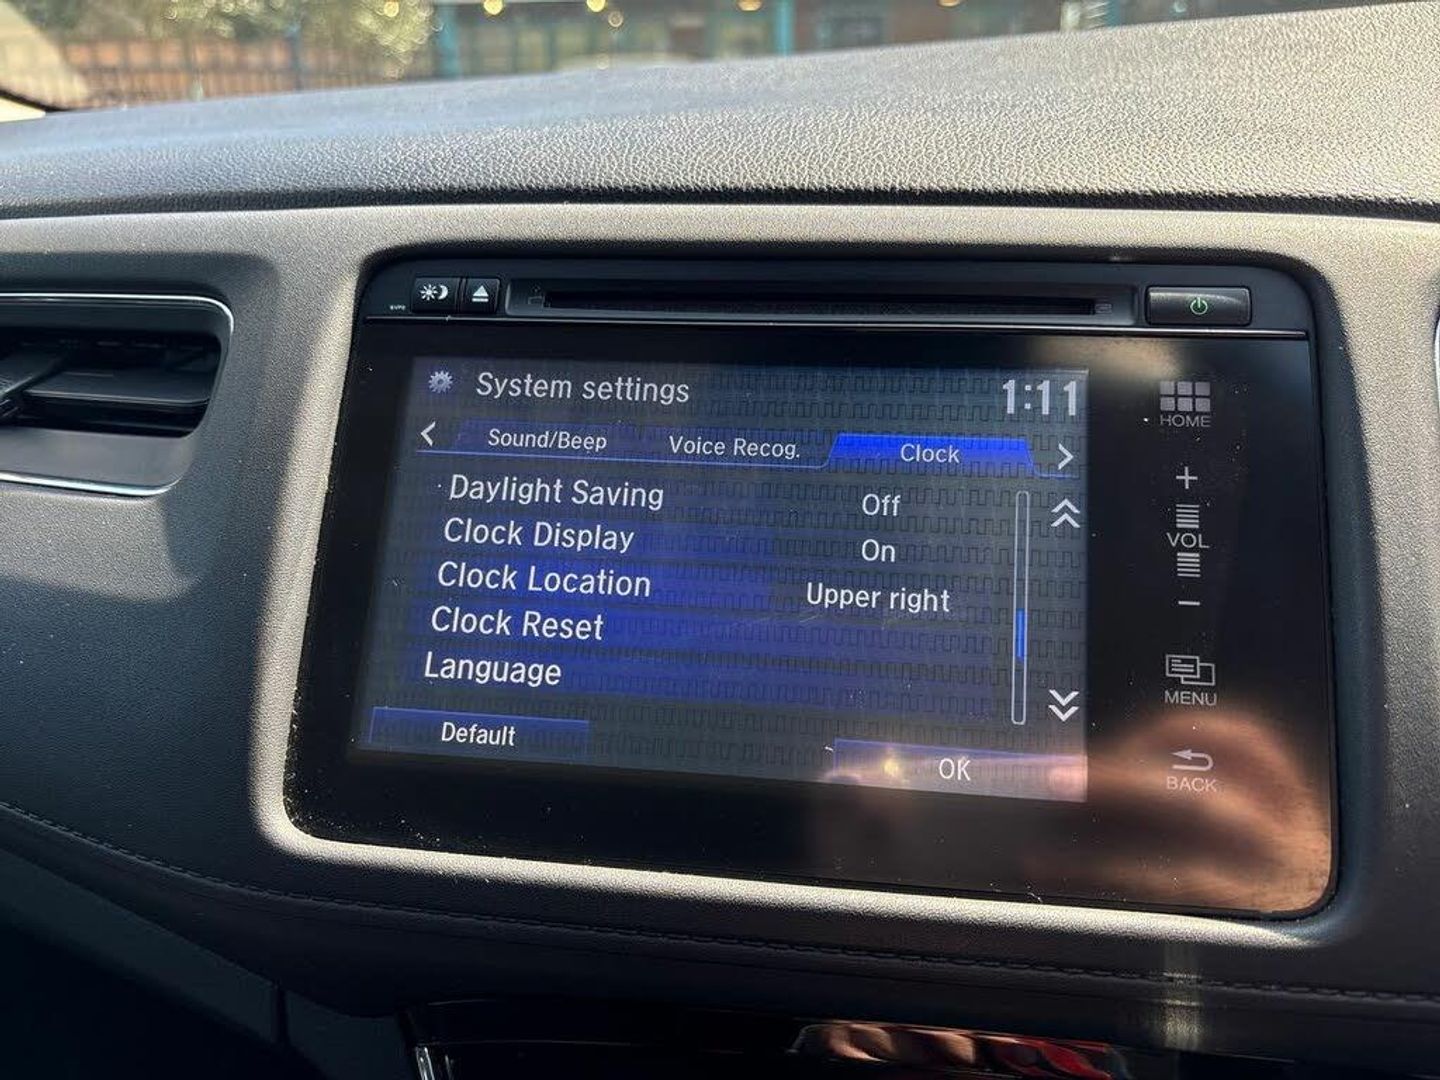 System settings 1:11
Sound/Beep Voice Recog. Clock
Daylight Saving Off
Clock Display On
Clock Location Upper right
Clock Reset
Language
Default OK
HOME
+
VOL
−
MENU
BACK